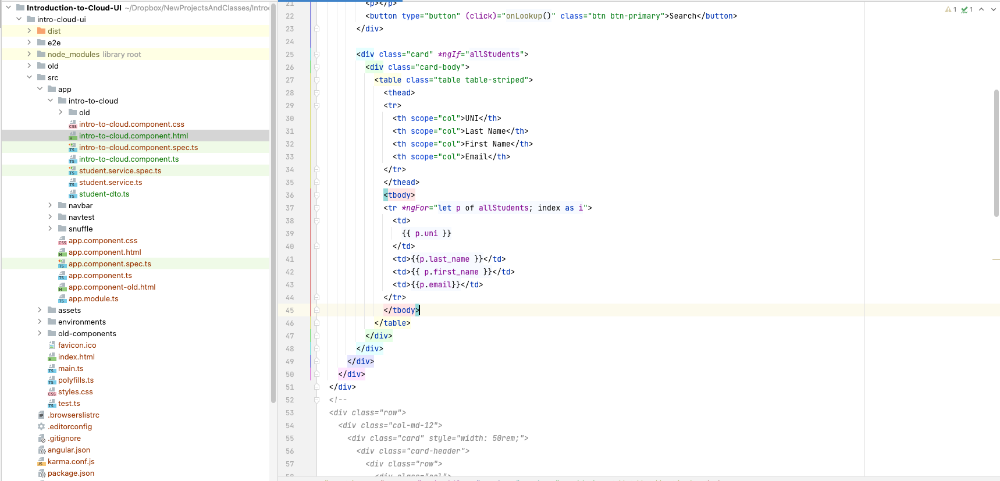 Introduction-to-Cloud-UI ~/Dropbox/NewProjectsAndClasses/Introd
intro-cloud-ui
dist
e2e
node_modules library root
old
src
app
intro-to-cloud
old
intro-to-cloud.component.css
intro-to-cloud.component.html
intro-to-cloud.component.spec.ts
intro-to-cloud.component.ts
student.service.spec.ts
student.service.ts
student-dto.ts
navbar
navtest
snuffle
app.component.css
app.component.html
app.component.spec.ts
app.component.ts
app.component-old.html
app.module.ts
assets
environments
old-components
favicon.ico
index.html
main.ts
polyfills.ts
styles.css
test.ts
.browserslistrc
.editorconfig
.gitignore
angular.json
karma.conf.js
package.json
21 <p></p>
22 <button type="button" (click)="onLookup()" class="btn btn-primary">Search</button>
23 </div>
24
25 <div class="card" *ngIf="allStudents">
26 <div class="card-body">
27 <table class="table table-striped">
28 <thead>
29 <tr>
30 <th scope="col">UNI</th>
31 <th scope="col">Last Name</th>
32 <th scope="col">First Name</th>
33 <th scope="col">Email</th>
34 </tr>
35 </thead>
36 <tbody>
37 <tr *ngFor="let p of allStudents; index as i">
38 <td>
39 {{ p.uni }}
40 </td>
41 <td>{{p.last_name }}</td>
42 <td>{{ p.first_name }}</td>
43 <td>{{p.email}}</td>
44 </tr>
45 </tbody>
46 </table>
47 </div>
48 </div>
49 </div>
50 </div>
51 </div>
52 <!--
53 <div class="row">
54 <div class="col-md-12">
55 <div class="card" style="width: 50rem;">
56 <div class="card-header">
57 <div class="row">
58 <div class="col">
1 1